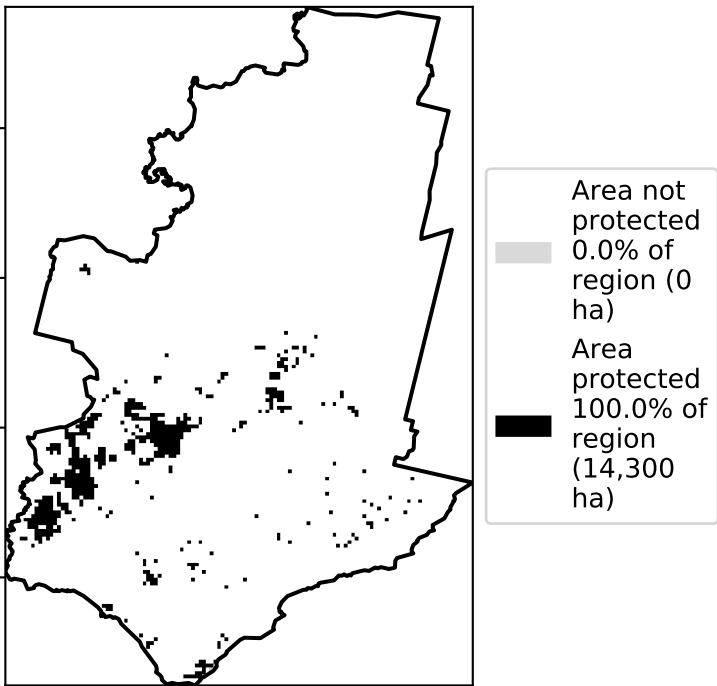 Area not
protected
0.0% of
region (0
ha)
Area
protected
100.0% of
region
(14,300
ha)